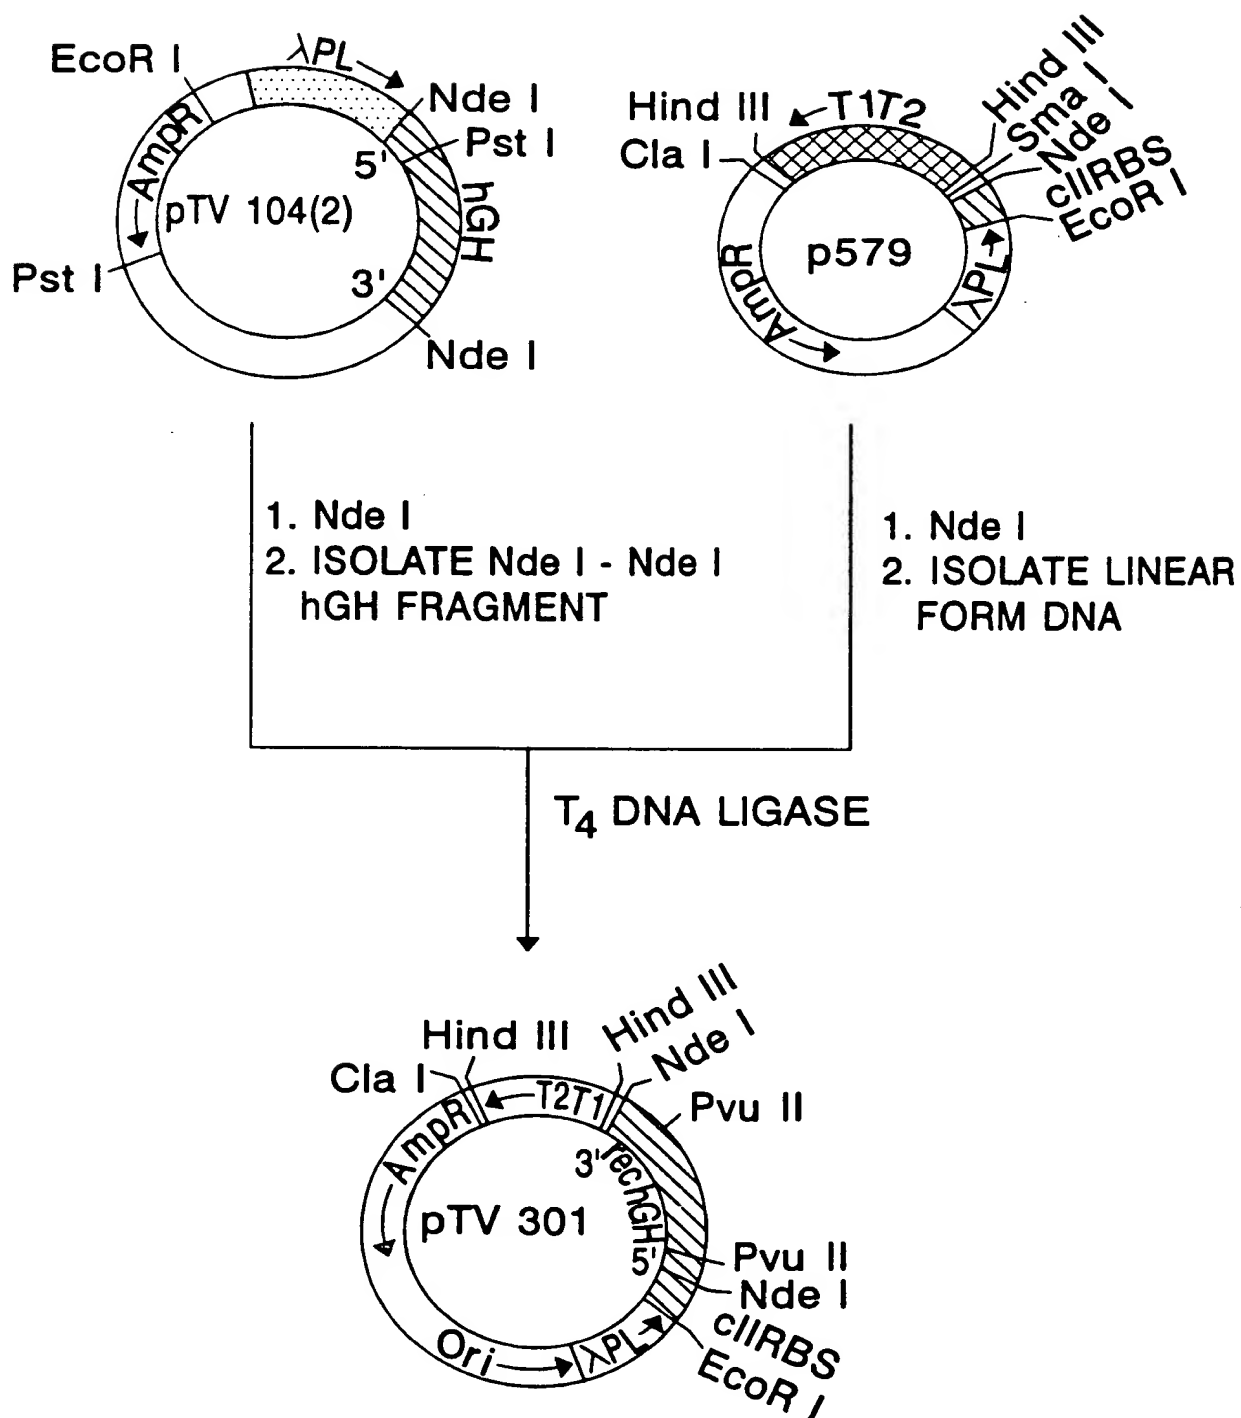 λPL
EcoR I
Nde I
Pst I
AmpR
5'
pTV 104(2)
hGH
Pst I
3'
Nde I
T1T2
Hind III
Hind III
Sma I
Cla I
Nde I
cIIRBS
EcoR I
p579
AmpR
λPL
1. Nde I
2. ISOLATE Nde I - Nde I
hGH FRAGMENT
1. Nde I
2. ISOLATE LINEAR
FORM DNA
T4 DNA LIGASE
Hind III
Hind III
Nde I
Cla I
T2T1
Pvu II
AmpR
3'
rechGH
pTV 301
5'
Pvu II
Nde I
cIIRBS
EcoR I
λPL
Ori